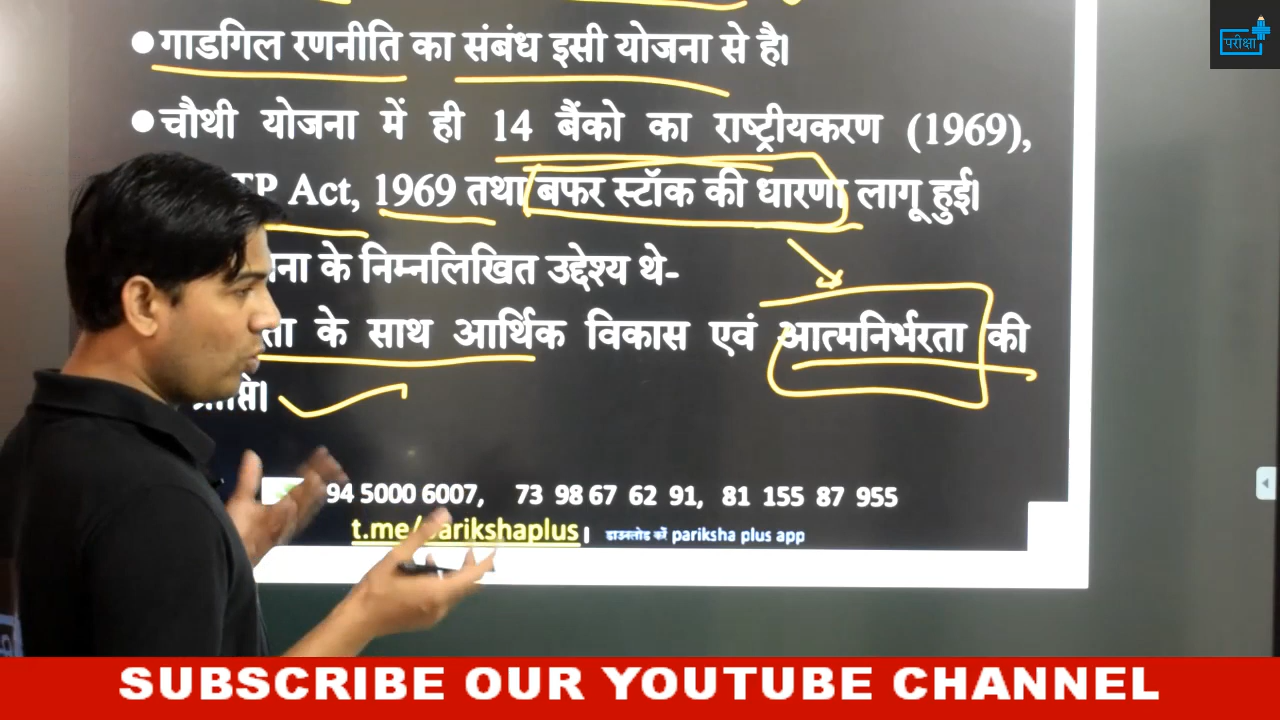 परीक्षा
●गाडगिल रणनीति का संबंध इसी योजना से है।
●चौथी योजना में ही 14 बैंको का राष्ट्रीयकरण (1969),
TP Act, 1969 तथा बफर स्टॉक की धारणा लागू हुई।
के निम्नलिखित उद्देश्य थे-
के साथ आर्थिक विकास एवं आत्मनिर्भरता की
94 5000 6007, 73 98 67 62 91, 81 155 87 955
t.me/parikshaplus| डाउनलोड करें pariksha plus app
SUBSCRIBE OUR YOUTUBE CHANNEL